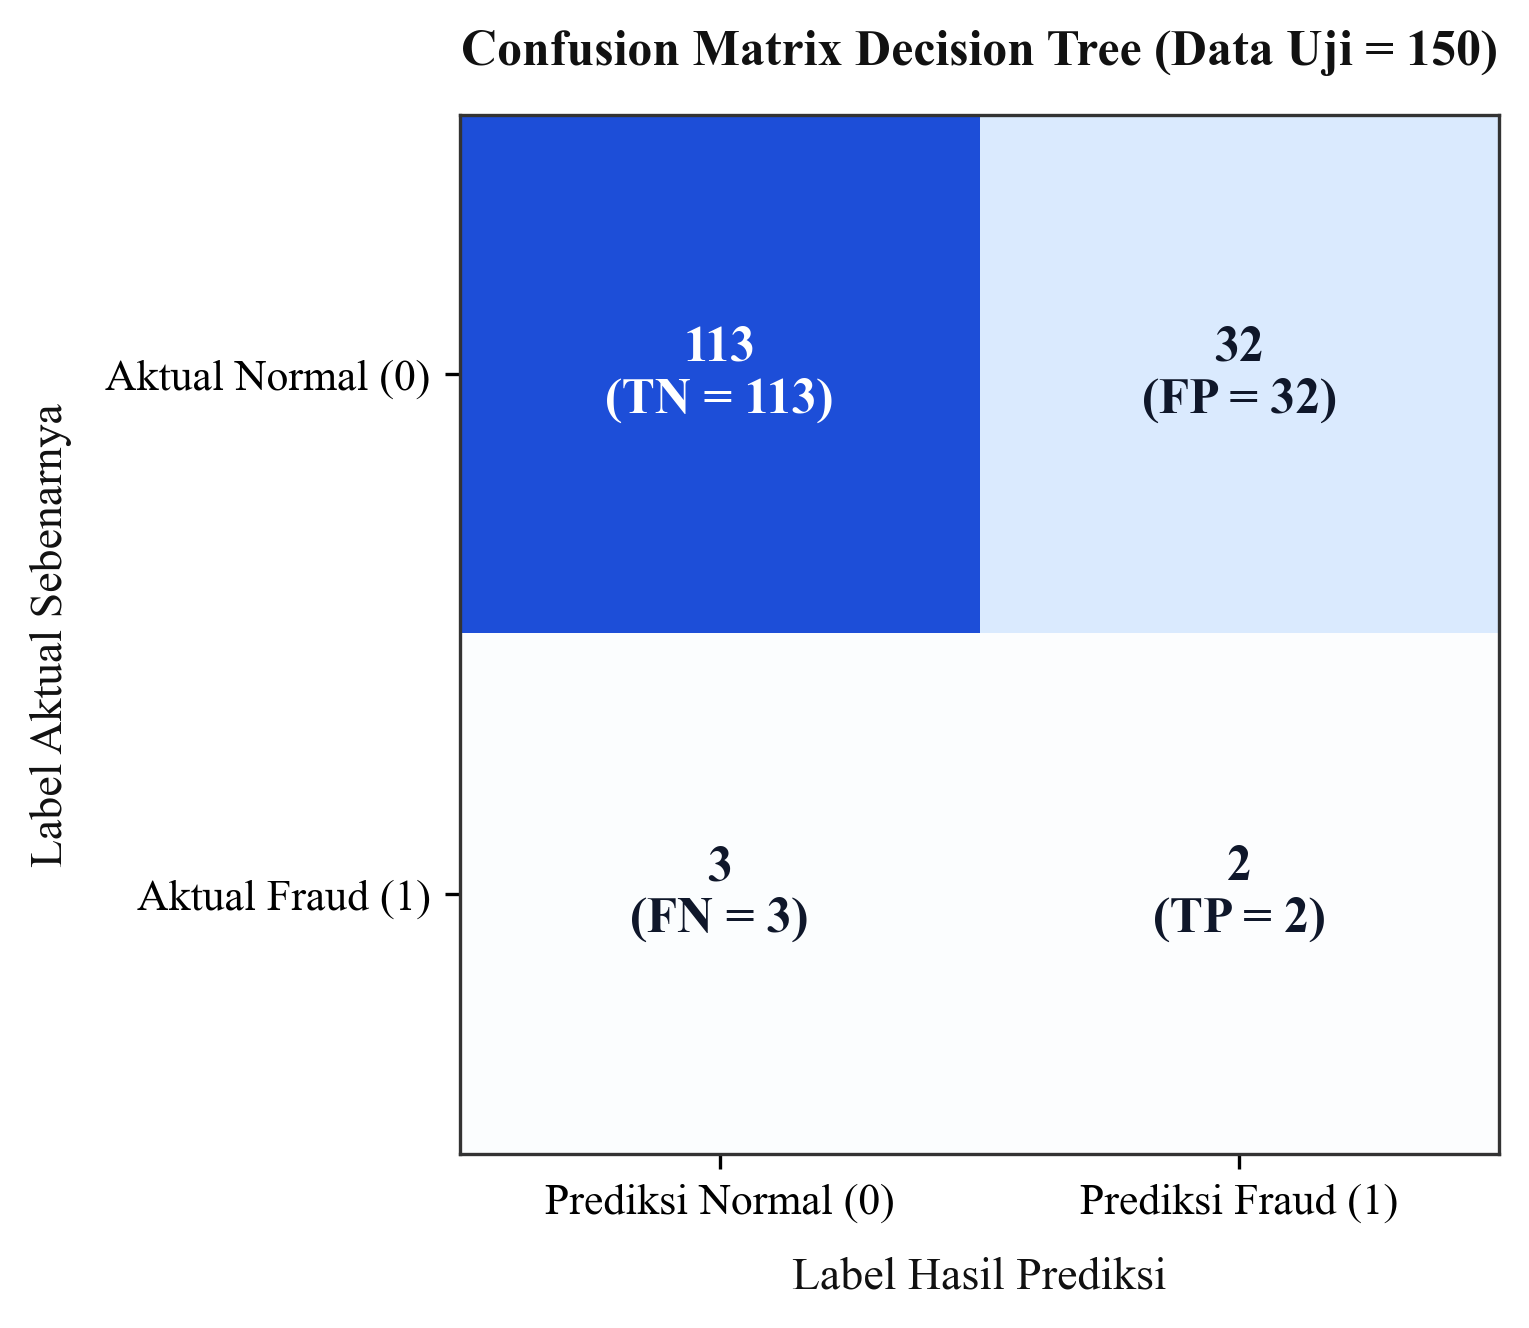 Confusion Matrix Decision Tree (Data Uji = 150)
Label Aktual Sebenarnya
Aktual Normal (0)
113
(TN = 113)
32
(FP = 32)
Aktual Fraud (1)
3
(FN = 3)
2
(TP = 2)
Prediksi Normal (0)
Prediksi Fraud (1)
Label Hasil Prediksi